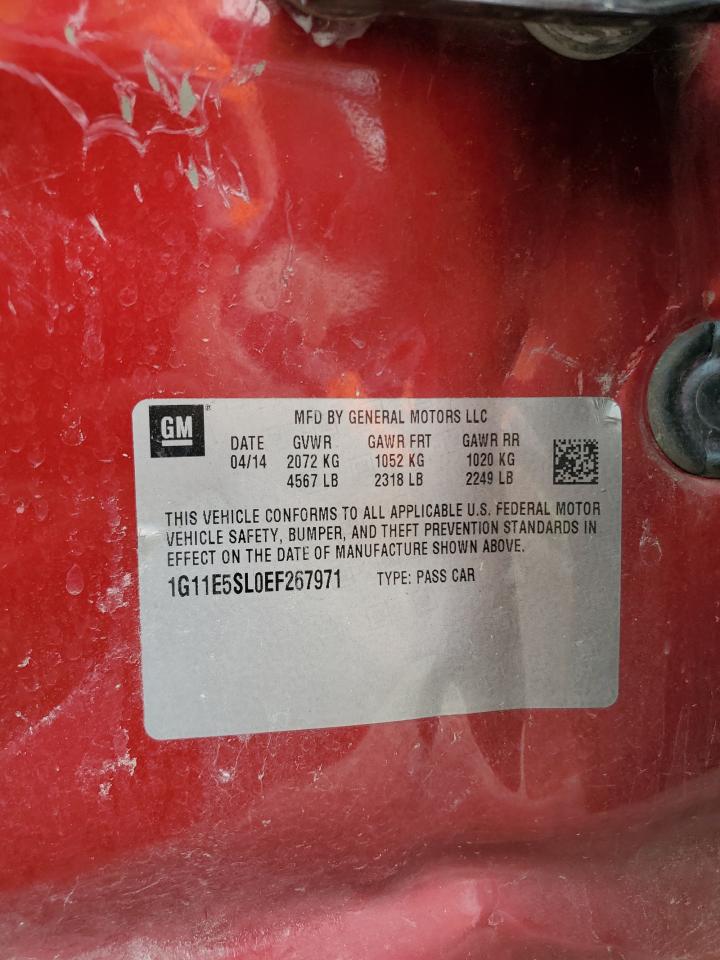 GM ®
MFD BY GENERAL MOTORS LLC
DATE GVWR GAWR FRT GAWR RR
04/14 2072 KG 1052 KG 1020 KG
4567 LB 2318 LB 2249 LB
THIS VEHICLE CONFORMS TO ALL APPLICABLE U.S. FEDERAL MOTOR
VEHICLE SAFETY, BUMPER, AND THEFT PREVENTION STANDARDS IN
EFFECT ON THE DATE OF MANUFACTURE SHOWN ABOVE.
1G11E5SL0EF267971 TYPE: PASS CAR